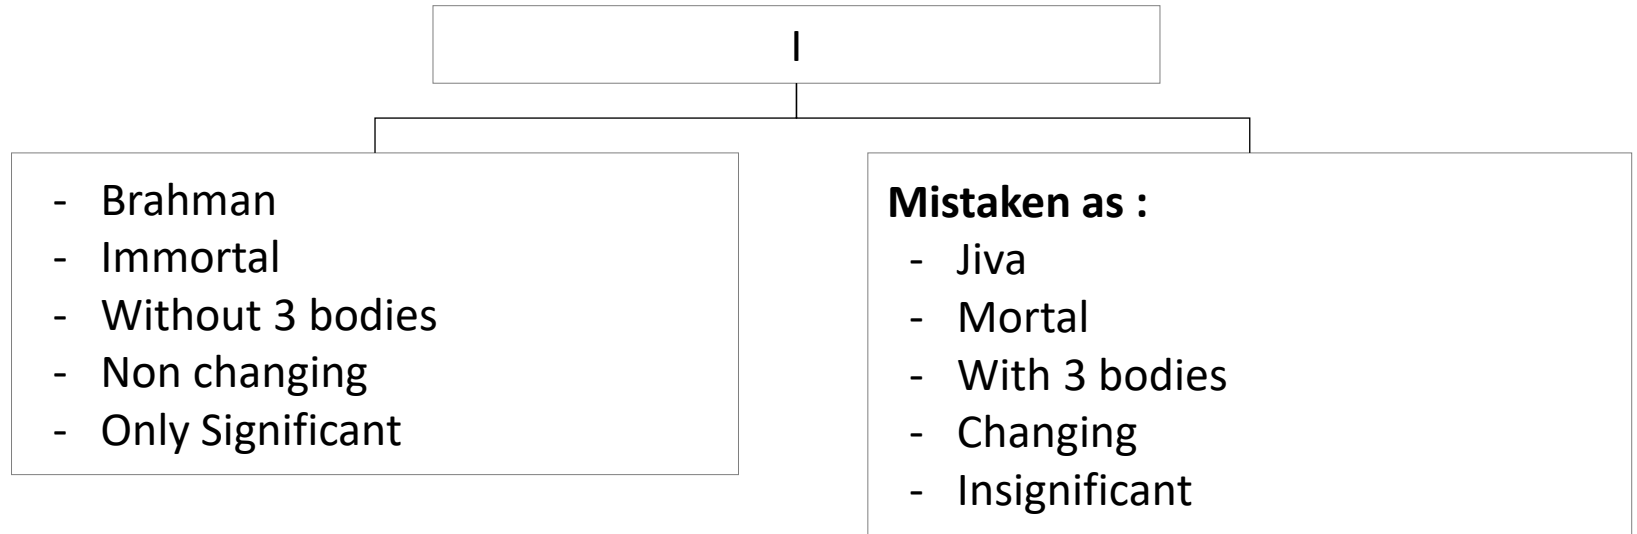 I
- Brahman
- Immortal
- Without 3 bodies
- Non changing
- Only Significant
Mistaken as :
- Jiva
- Mortal
- With 3 bodies
- Changing
- Insignificant